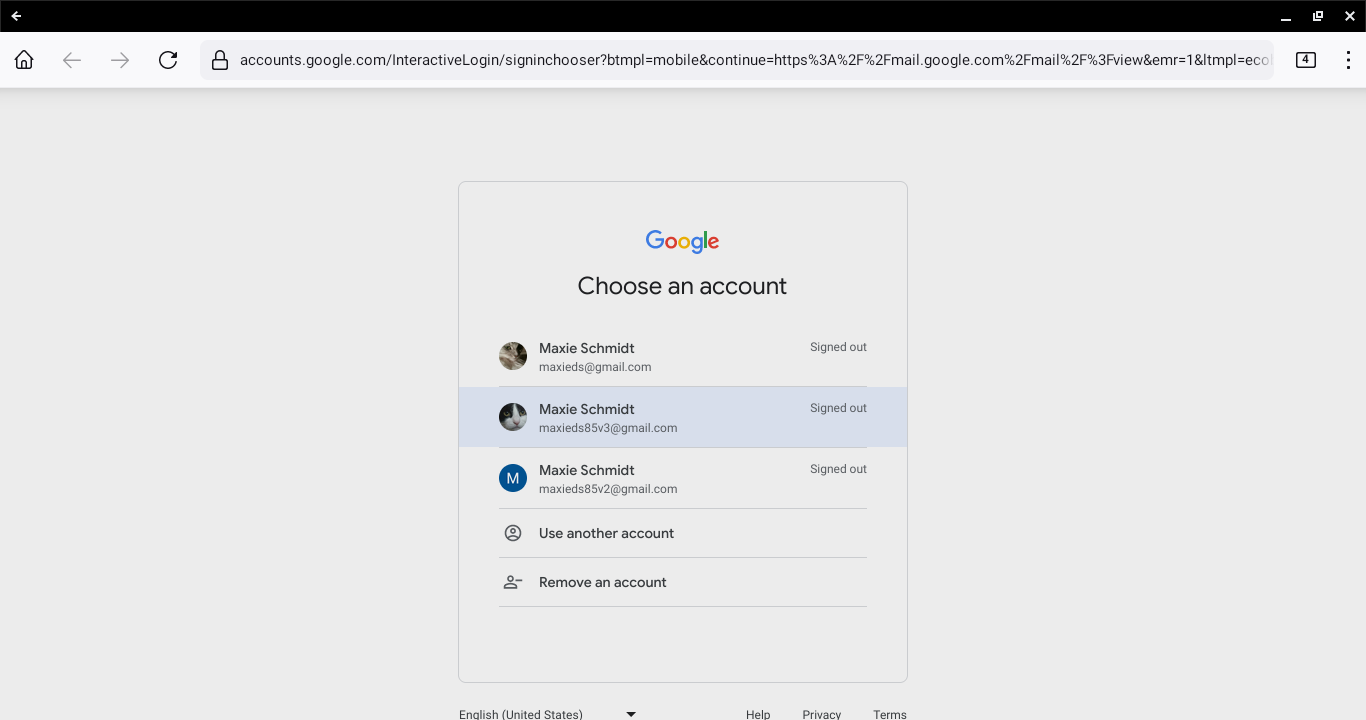 accounts.google.com/InteractiveLogin/signinchooser?btmpl=mobile&continue=https%3A%2F%2Fmail.google.com%2Fmail%2F%3Fview&emr=1&ltmpl=ecol
4
Google
Choose an account
Maxie Schmidt
Signed out
maxieds@gmail.com
Maxie Schmidt
Signed out
maxieds85v3@gmail.com
M
Maxie Schmidt
Signed out
maxieds85v2@gmail.com
Use another account
Remove an account
English (United States)
Help
Privacy
Terms